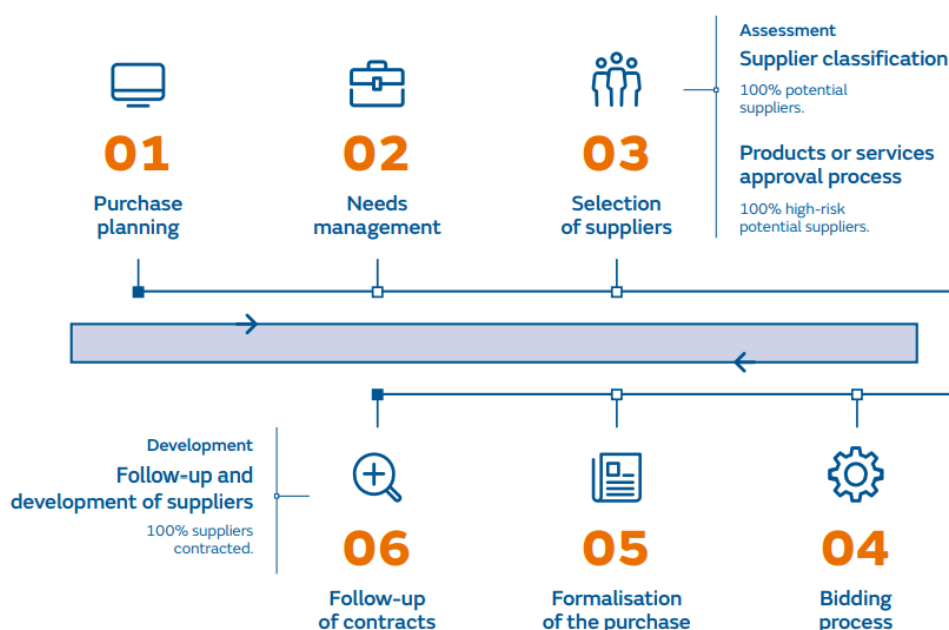 01
Purchase
planning
02
Needs
management
03
Selection
of suppliers
Assessment
Supplier classification
100% potential
suppliers.
Products or services
approval process
100% high-risk
potential suppliers.
Development
Follow-up and
development of suppliers
100% suppliers
contracted.
06
Follow-up
of contracts
05
Formalisation
of the purchase
04
Bidding
process